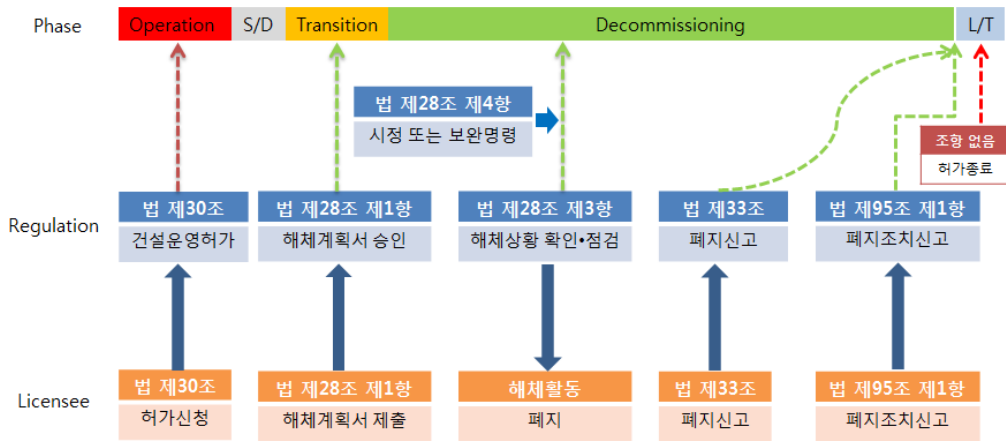 Phase
Operation
S/D
Transition
Decommissioning
L/T
법 제28조 제4항
시정 또는 보완명령
조항 없음
허가종료
Regulation
법 제30조
건설운영허가
법 제28조 제1항
해체계획서 승인
법 제28조 제3항
해체상황 확인•점검
법 제33조
폐지신고
법 제95조 제1항
폐지조치신고
Licensee
법 제30조
허가신청
법 제28조 제1항
해체계획서 제출
해체활동
폐지
법 제33조
폐지신고
법 제95조 제1항
폐지조치신고